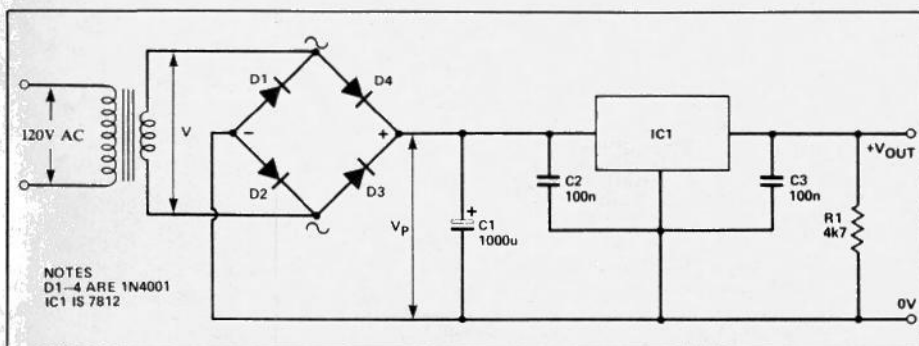 D1
D4
120V AC
V
–
+
IC1
+VOUT
D2
D3
VP
+
C1
1000u
C2
100n
C3
100n
R1
4k7
NOTES
D1–4 ARE 1N4001
IC1 IS 7812
0V